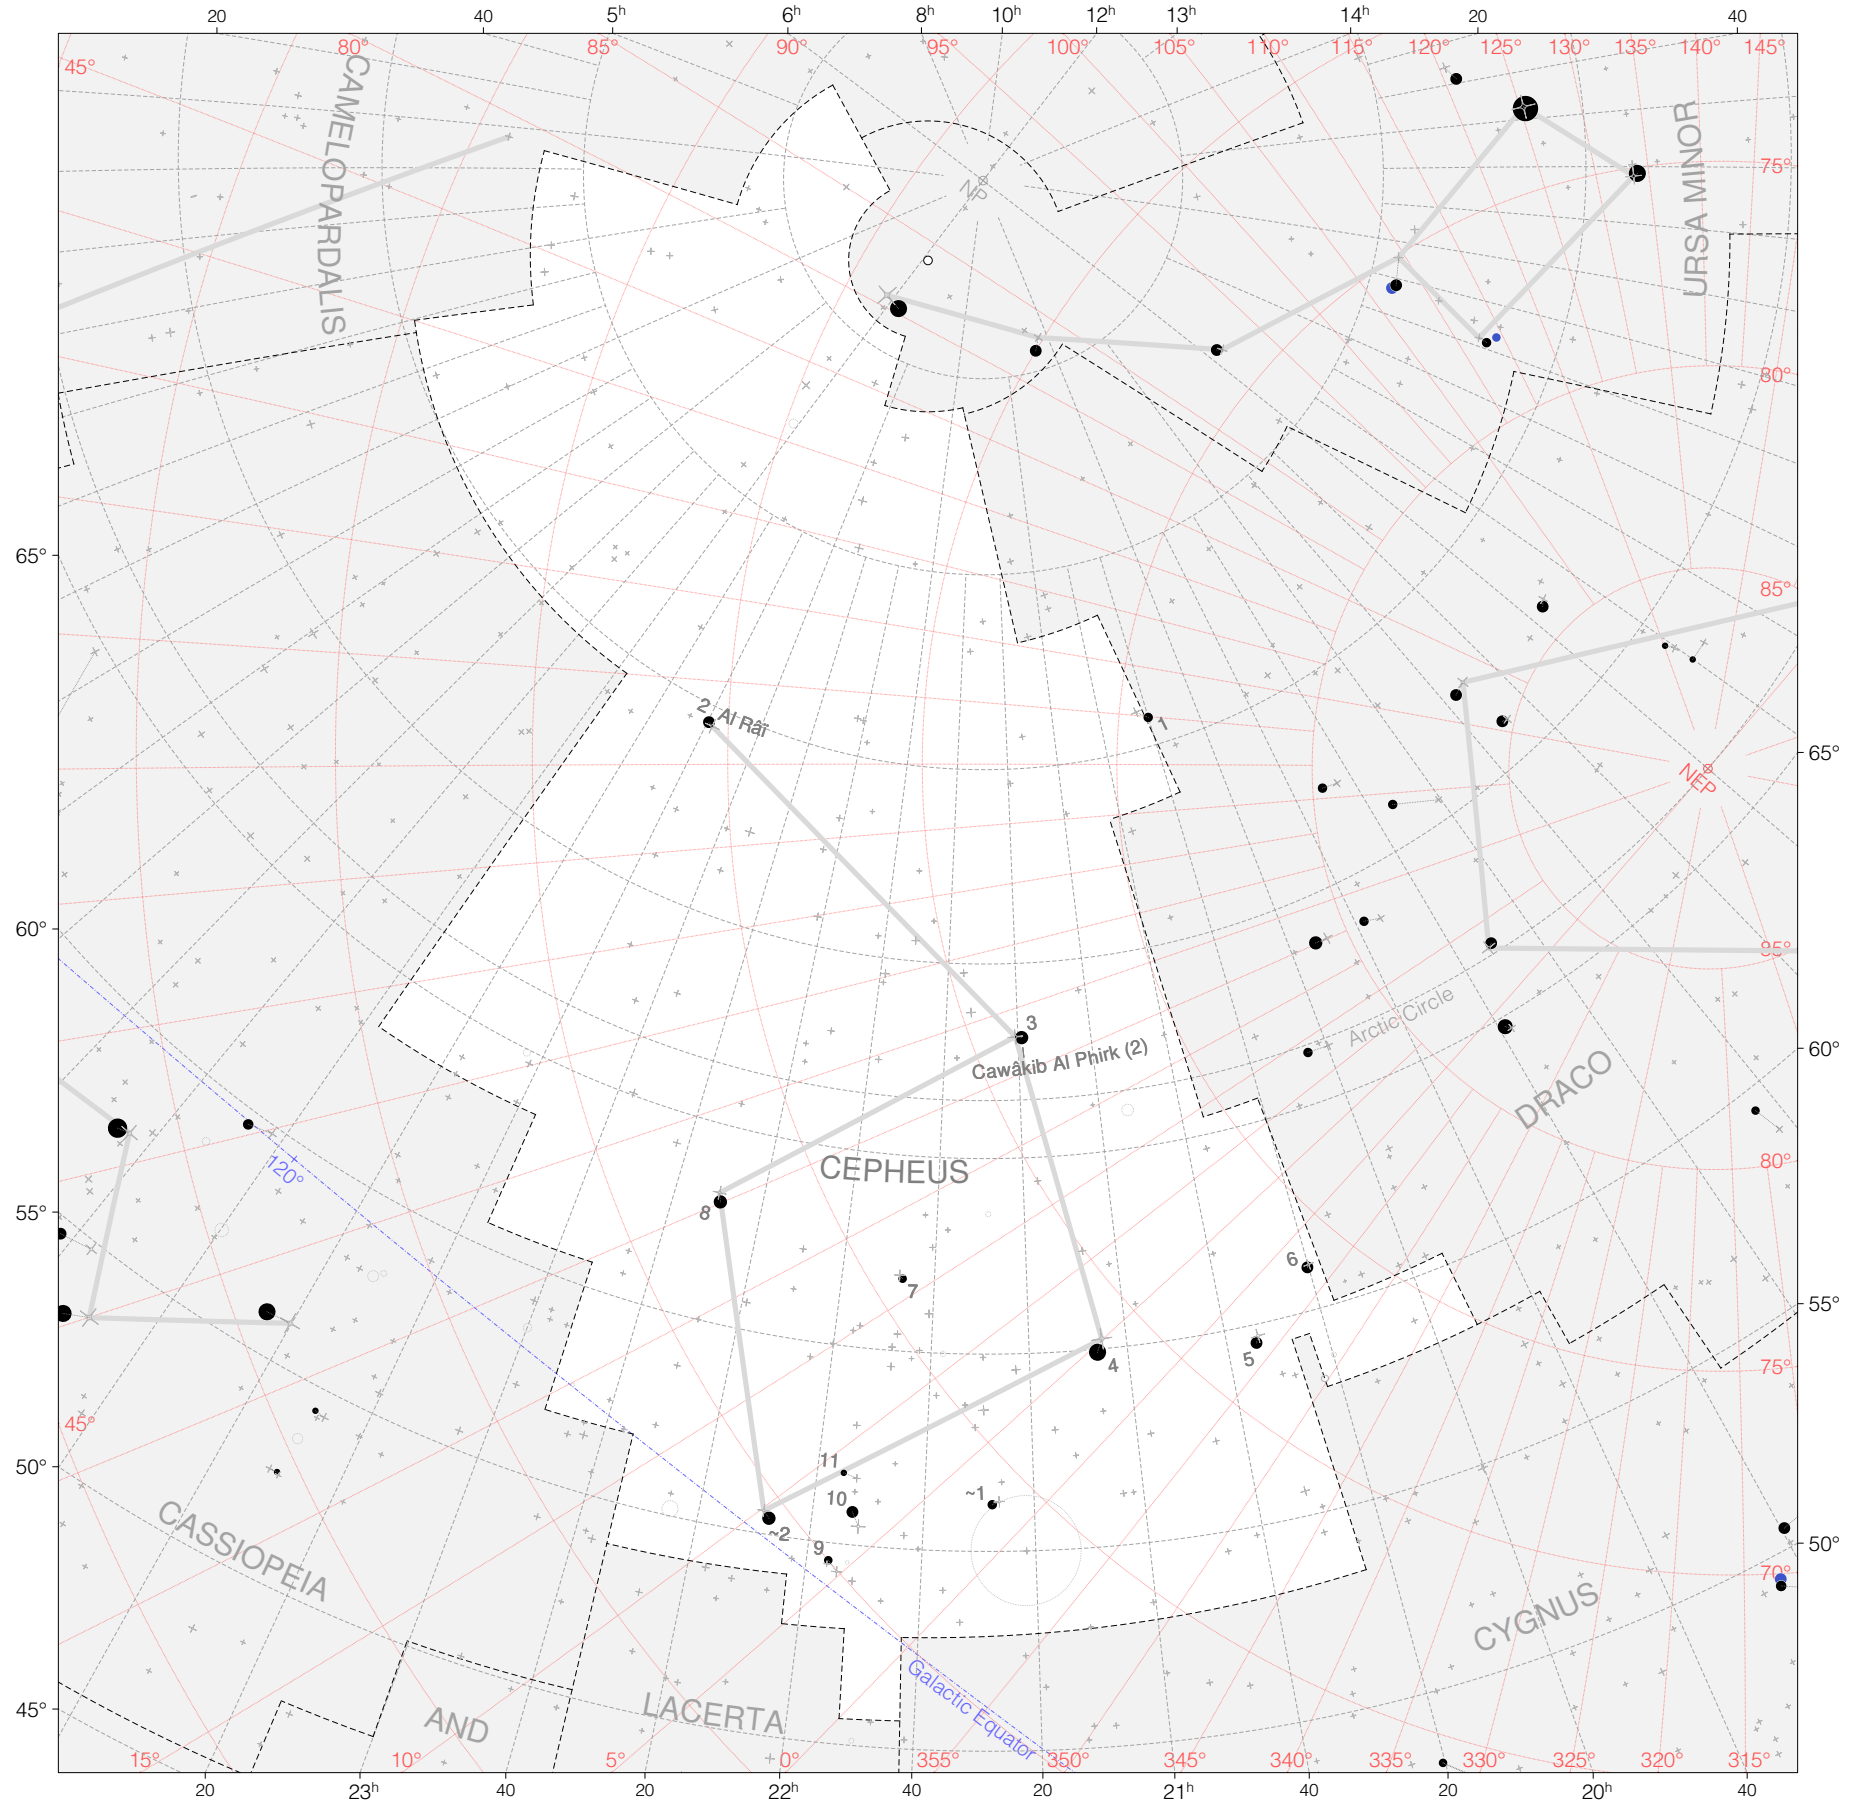 20 40 5h 6h 8h 10h 12h 13h 14h 20 40
45° 80° 85° 90° 95° 100° 105° 110° 115° 120° 125° 130° 135° 140° 145°
CAMELOPARDALIS
URSA MINOR
75°
NP
80°
65°
85°
2 Al Râï
1
65°
NEP
60°
95°
Arctic Circle
3
Cawâkib Al Phirk (2)
60°
DRACO
120°
CEPHEUS
80°
55°
8
7
6
55°
4
5
75°
45°
50°
11
10
~1
~2
9
CASSIOPEIA
50°
70°
CYGNUS
Galactic Equator
45°
AND
LACERTA
15° 10° 5° 0° 355° 350° 345° 340° 335° 330° 325° 320° 315°
20 23h 40 20 22h 40 20 21h 40 20 20h 40